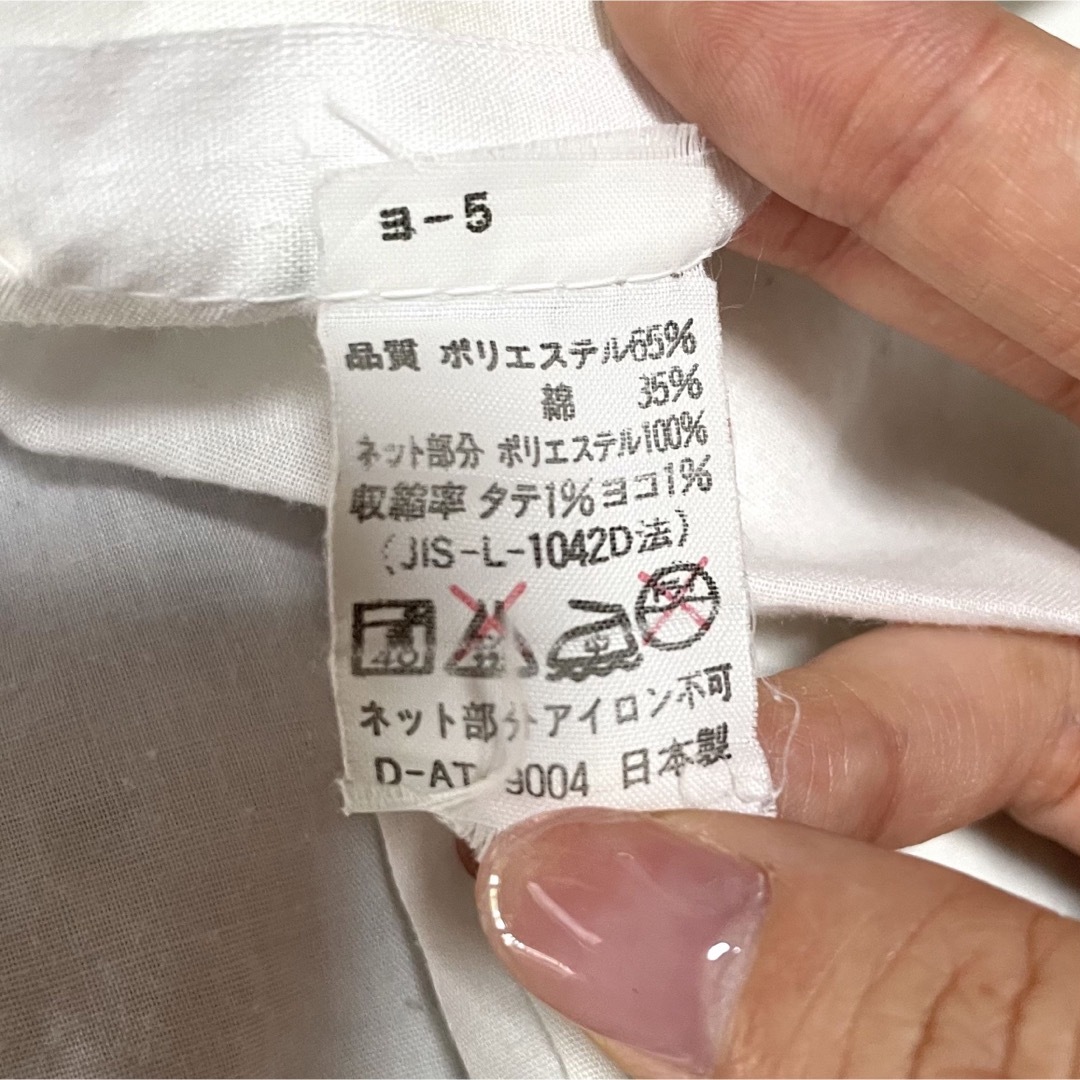 ヨ-5
品質 ポリエステル65%
綿 35%
ネット部分 ポリエステル100%
収縮率 タテ1%ヨコ1%
(JIS-L-1042D法)
40
ネット部分アイロン不可
D-AT 9004 日本製